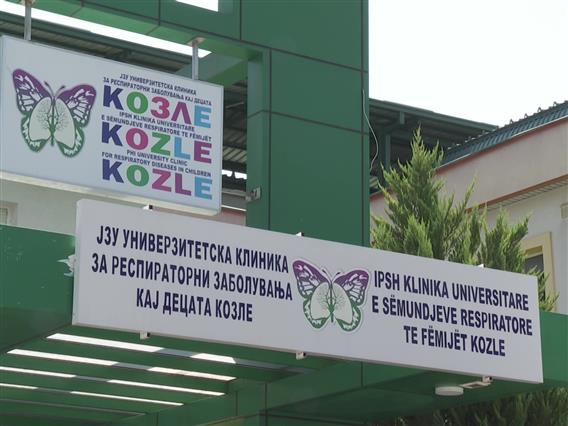 ЈЗУ УНИВЕРЗИТЕТСКА КЛИНИКА
ЗА РЕСПИРАТОРНИ ЗАБОЛУВАЊА КАЈ ДЕЦАТА
КОЗЛЕ
IPSH KLINIKA UNIVERSITARE
E SËMUNDJEVE RESPIRATORE TE FËMIJËT
KOZLE
PHI UNIVERSITY CLINIC
FOR RESPIRATORY DISEASES IN CHILDREN
KOZLE
ЈЗУ УНИВЕРЗИТЕТСКА КЛИНИКА
ЗА РЕСПИРАТОРНИ ЗАБОЛУВАЊА
КАЈ ДЕЦАТА КОЗЛЕ
IPSH KLINIKA UNIVERSITARE
E SËMUNDJEVE RESPIRATORE
TE FËMIJËT KOZLE